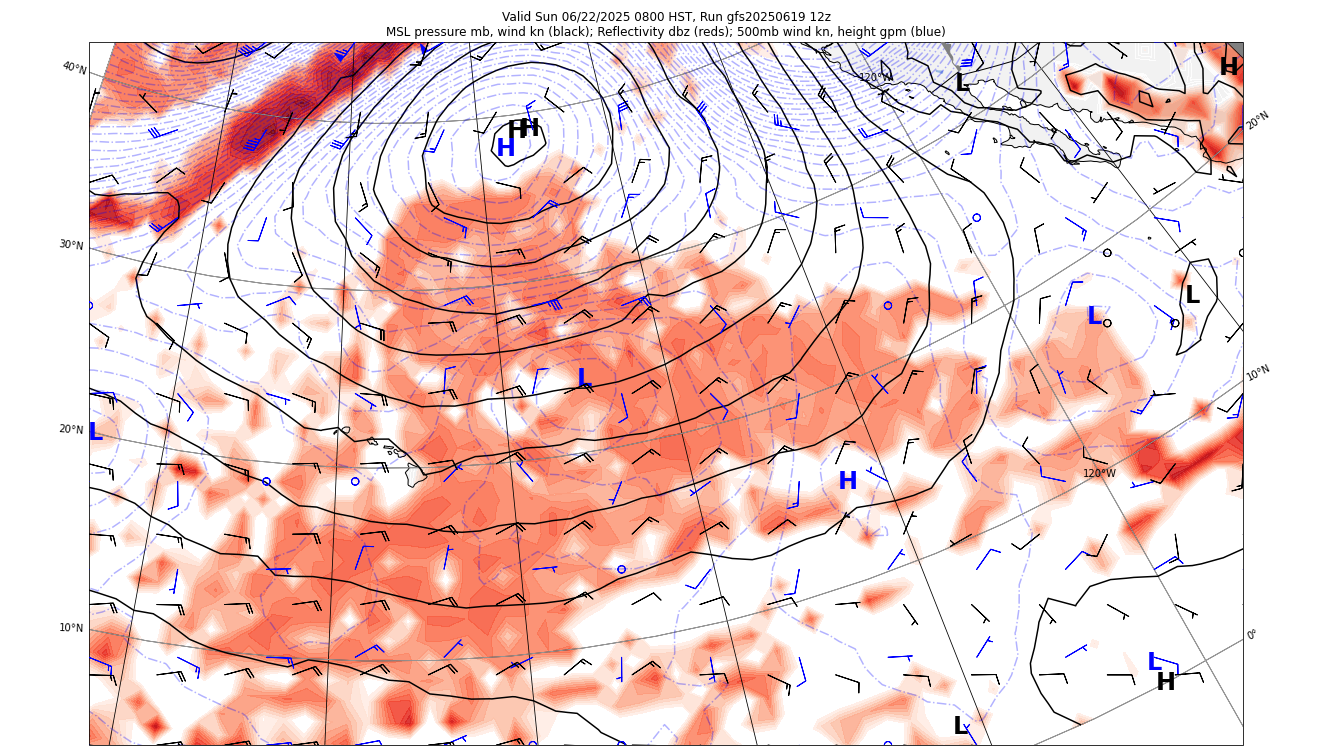 Valid Sun 06/22/2025 0800 HST, Run gfs20250619 12z
MSL pressure mb, wind kn (black); Reflectivity dbz (reds); 500mb wind kn, height gpm (blue)
40°N
120°W
L
H
20°N
H
H
H
30°N
L
L
L
10°N
20°N
L
120°W
H
10°N
0°
L
H
L